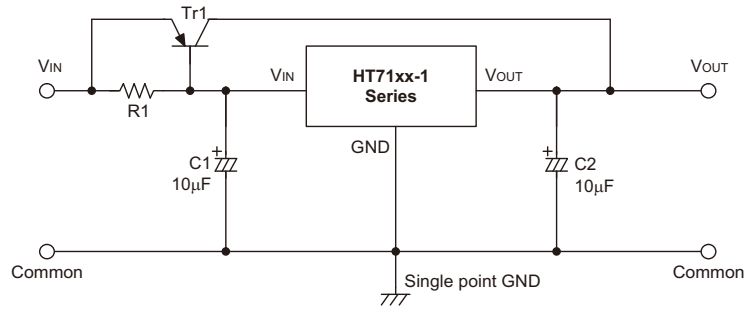 Tr1
VIN
R1
VIN
HT71xx-1
Series
VOUT
VOUT
GND
+
C1
10μF
+
C2
10μF
Common
Single point GND
Common